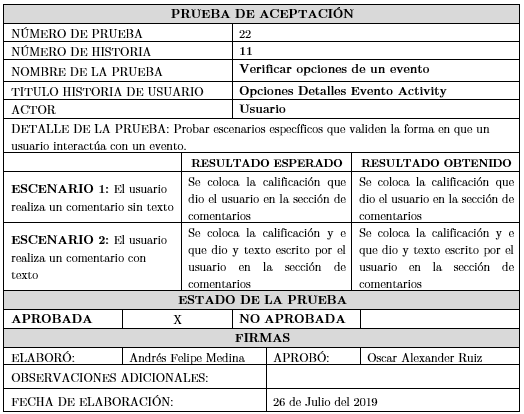 PRUEBA DE ACEPTACIÓN
NÚMERO DE PRUEBA 22
NÚMERO DE HISTORIA 11
NOMBRE DE LA PRUEBA Verificar opciones de un evento
TÍTULO HISTORIA DE USUARIO Opciones Detalles Evento Activity
ACTOR Usuario
DETALLE DE LA PRUEBA: Probar escenarios específicos que validen la forma en que un
usuario interactúa con un evento.
RESULTADO ESPERADO RESULTADO OBTENIDO
ESCENARIO 1: El usuario
realiza un comentario sin texto
Se coloca la calificación que
dio el usuario en la sección de
comentarios
Se coloca la calificación que
dio el usuario en la sección de
comentarios
ESCENARIO 2: El usuario
realiza un comentario con
texto
Se coloca la calificación y e
que dio y texto escrito por el
usuario en la sección de
comentarios
Se coloca la calificación y e
que dio y texto escrito por el
usuario en la sección de
comentarios
ESTADO DE LA PRUEBA
APROBADA X NO APROBADA
FIRMAS
ELABORÓ: Andrés Felipe Medina APROBÓ: Oscar Alexander Ruiz
OBSERVACIONES ADICIONALES:
FECHA DE ELABORACIÓN: 26 de Julio del 2019